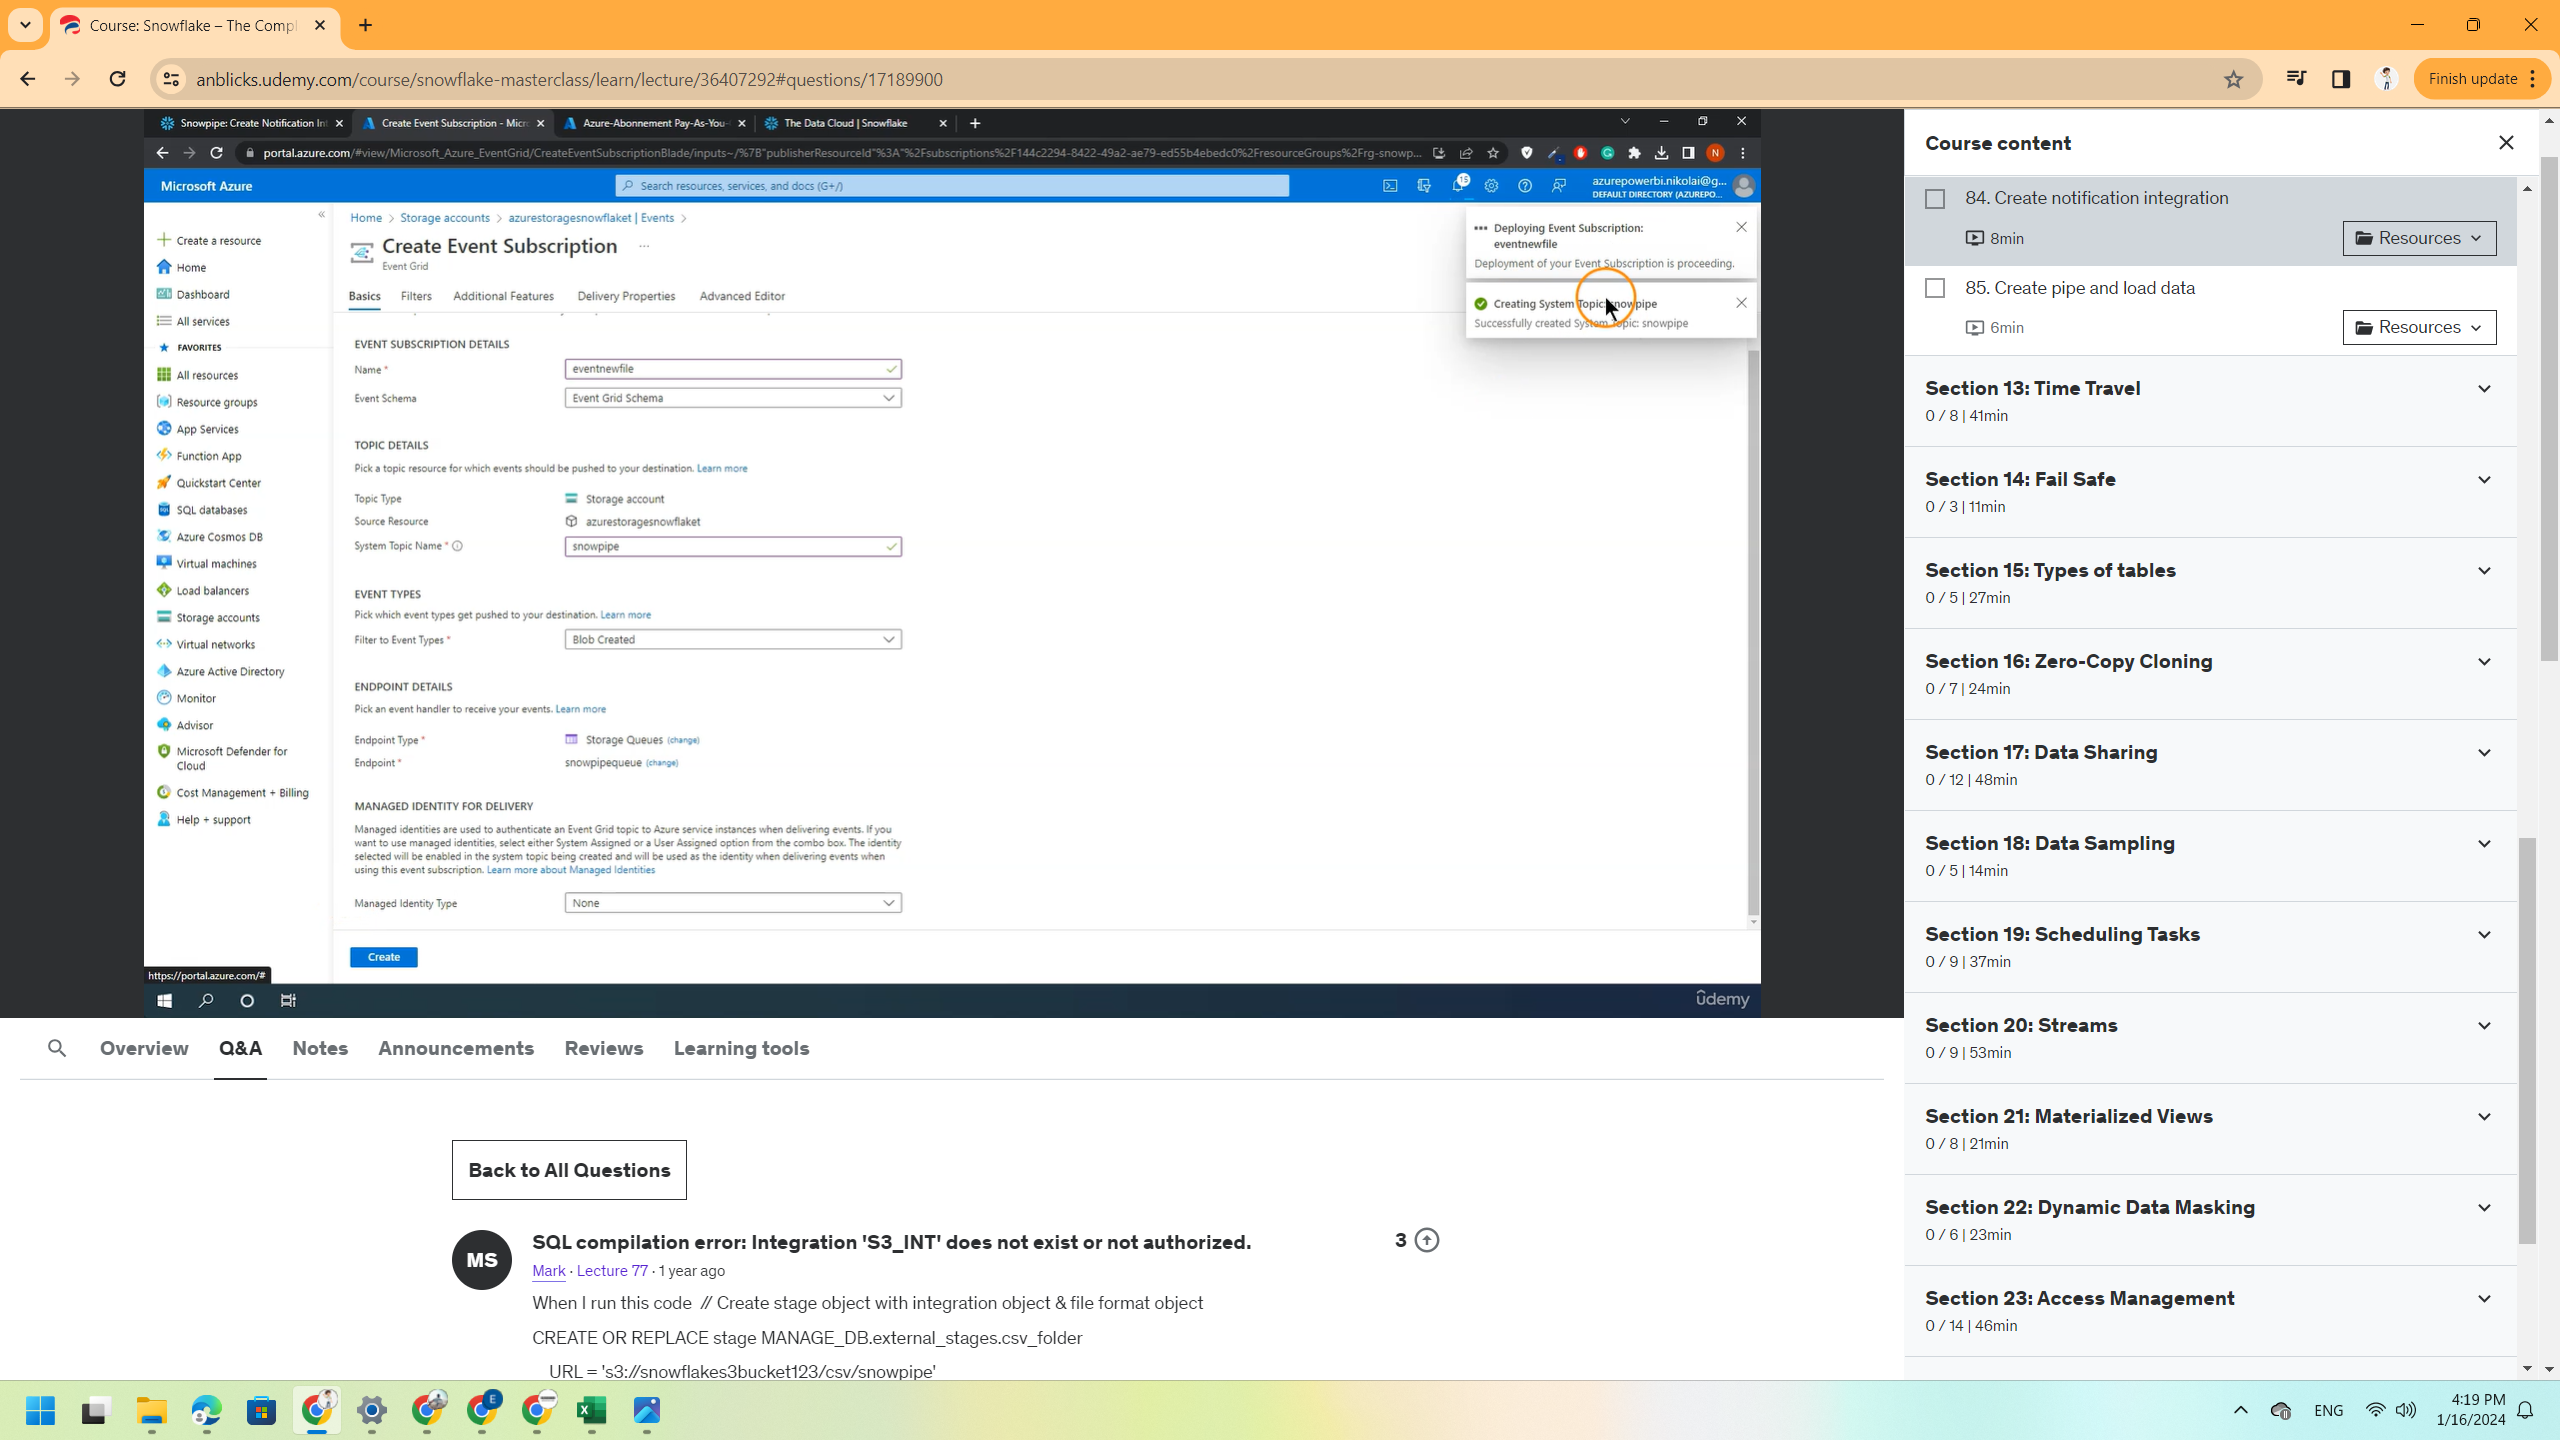 Course: Snowflake – The Compl
anblicks.udemy.com/course/snowflake-masterclass/learn/lecture/36407292#questions/17189900
Finish update
Snowpipe: Create Notification Int
Create Event Subscription - Micr
Azure-Abonnement Pay-As-You-
The Data Cloud | Snowflake
portal.azure.com/#view/Microsoft_Azure_EventGrid/CreateEventSubscriptionBlade/inputs~/%7B"publisherResourceId"%3A"%2Fsubscriptions%2F144c2294-8422-49a2-ae79-ed55b4ebedc0%2FresourceGroups%2Frg-snowp...
Microsoft Azure
Search resources, services, and docs (G+/)
15
azurepowerbi.nikolai@g...
DEFAULT DIRECTORY (AZUREPO...
N
Create a resource
Home
Dashboard
All services
FAVORITES
All resources
Resource groups
App Services
Function App
Quickstart Center
SQL databases
Azure Cosmos DB
Virtual machines
Load balancers
Storage accounts
Virtual networks
Azure Active Directory
Monitor
Advisor
Microsoft Defender for
Cloud
Cost Management + Billing
Help + support
https://portal.azure.com/#
Home > Storage accounts > azurestoragesnowflaket | Events >
Create Event Subscription ...
Event Grid
Basics Filters Additional Features Delivery Properties Advanced Editor
EVENT SUBSCRIPTION DETAILS
Name * eventnewfile
Event Schema Event Grid Schema
TOPIC DETAILS
Pick a topic resource for which events should be pushed to your destination. Learn more
Topic Type Storage account
Source Resource azurestoragesnowflaket
System Topic Name * snowpipe
EVENT TYPES
Pick which event types get pushed to your destination. Learn more
Filter to Event Types * Blob Created
ENDPOINT DETAILS
Pick an event handler to receive your events. Learn more
Endpoint Type * Storage Queues (change)
Endpoint * snowpipequeue (change)
MANAGED IDENTITY FOR DELIVERY
Managed identities are used to authenticate an Event Grid topic to Azure service instances when delivering events. If you
want to use managed identities, select either System Assigned or a User Assigned option from the combo box. The identity
selected will be enabled in the system topic being created and will be used as the identity when delivering events when
using this event subscription. Learn more about Managed Identities
Managed Identity Type None
Create
Deploying Event Subscription:
eventnewfile
Deployment of your Event Subscription is proceeding.
Creating System Topic: snowpipe
Successfully created System Topic: snowpipe
ûdemy
Overview Q&A Notes Announcements Reviews Learning tools
Back to All Questions
MS
SQL compilation error: Integration 'S3_INT' does not exist or not authorized.
3
Mark · Lecture 77 · 1 year ago
When I run this code // Create stage object with integration object & file format object
CREATE OR REPLACE stage MANAGE_DB.external_stages.csv_folder
URL = 's3://snowflakes3bucket123/csv/snowpipe'
Course content
84. Create notification integration
8min
Resources
85. Create pipe and load data
6min
Resources
Section 13: Time Travel
0 / 8 | 41min
Section 14: Fail Safe
0 / 3 | 11min
Section 15: Types of tables
0 / 5 | 27min
Section 16: Zero-Copy Cloning
0 / 7 | 24min
Section 17: Data Sharing
0 / 12 | 48min
Section 18: Data Sampling
0 / 5 | 14min
Section 19: Scheduling Tasks
0 / 9 | 37min
Section 20: Streams
0 / 9 | 53min
Section 21: Materialized Views
0 / 8 | 21min
Section 22: Dynamic Data Masking
0 / 6 | 23min
Section 23: Access Management
0 / 14 | 46min
E
ENG
4:19 PM
1/16/2024